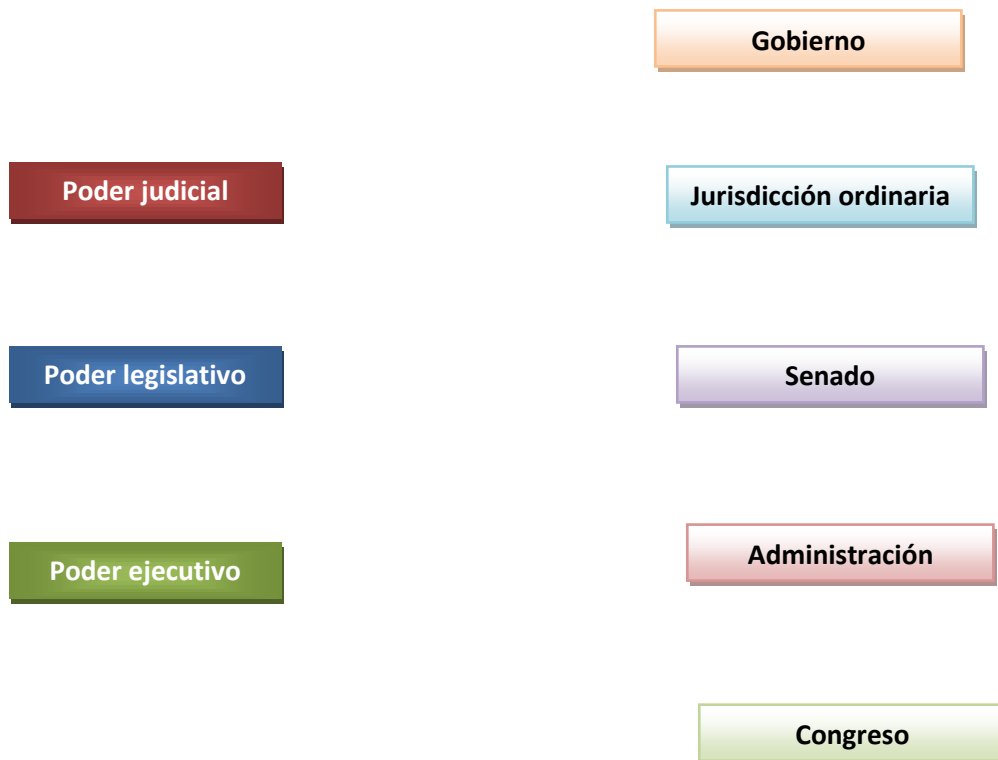 Gobierno
Poder judicial
Jurisdicción ordinaria
Poder legislativo
Senado
Administración
Poder ejecutivo
Congreso